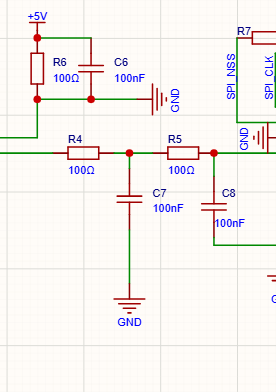 +5V
R6
100Ω
C6
100nF
GND
R7
SPI_NSS
SPI_CLK
GND
R4
100Ω
R5
100Ω
C7
100nF
C8
100nF
GND